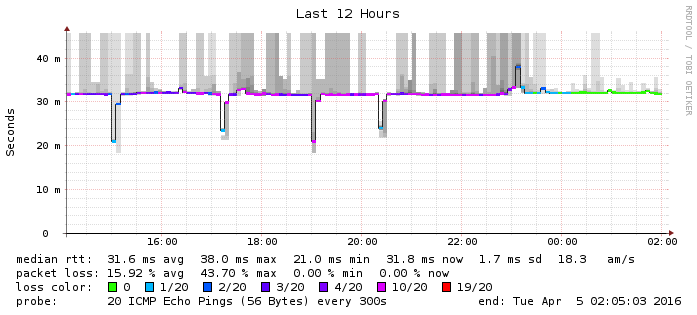 Last 12 Hours
RRDTOOL / TOBI OETIKER
Seconds
40 m
30 m
20 m
10 m
0
16:00 18:00 20:00 22:00 00:00 02:00
median rtt: 31.6 ms avg 38.0 ms max 21.0 ms min 31.8 ms now 1.7 ms sd 18.3 am/s
packet loss: 15.92 % avg 43.70 % max 0.00 % min 0.00 % now
loss color: 0 1/20 2/20 3/20 4/20 10/20 19/20
probe: 20 ICMP Echo Pings (56 Bytes) every 300s end: Tue Apr 5 02:05:03 2016